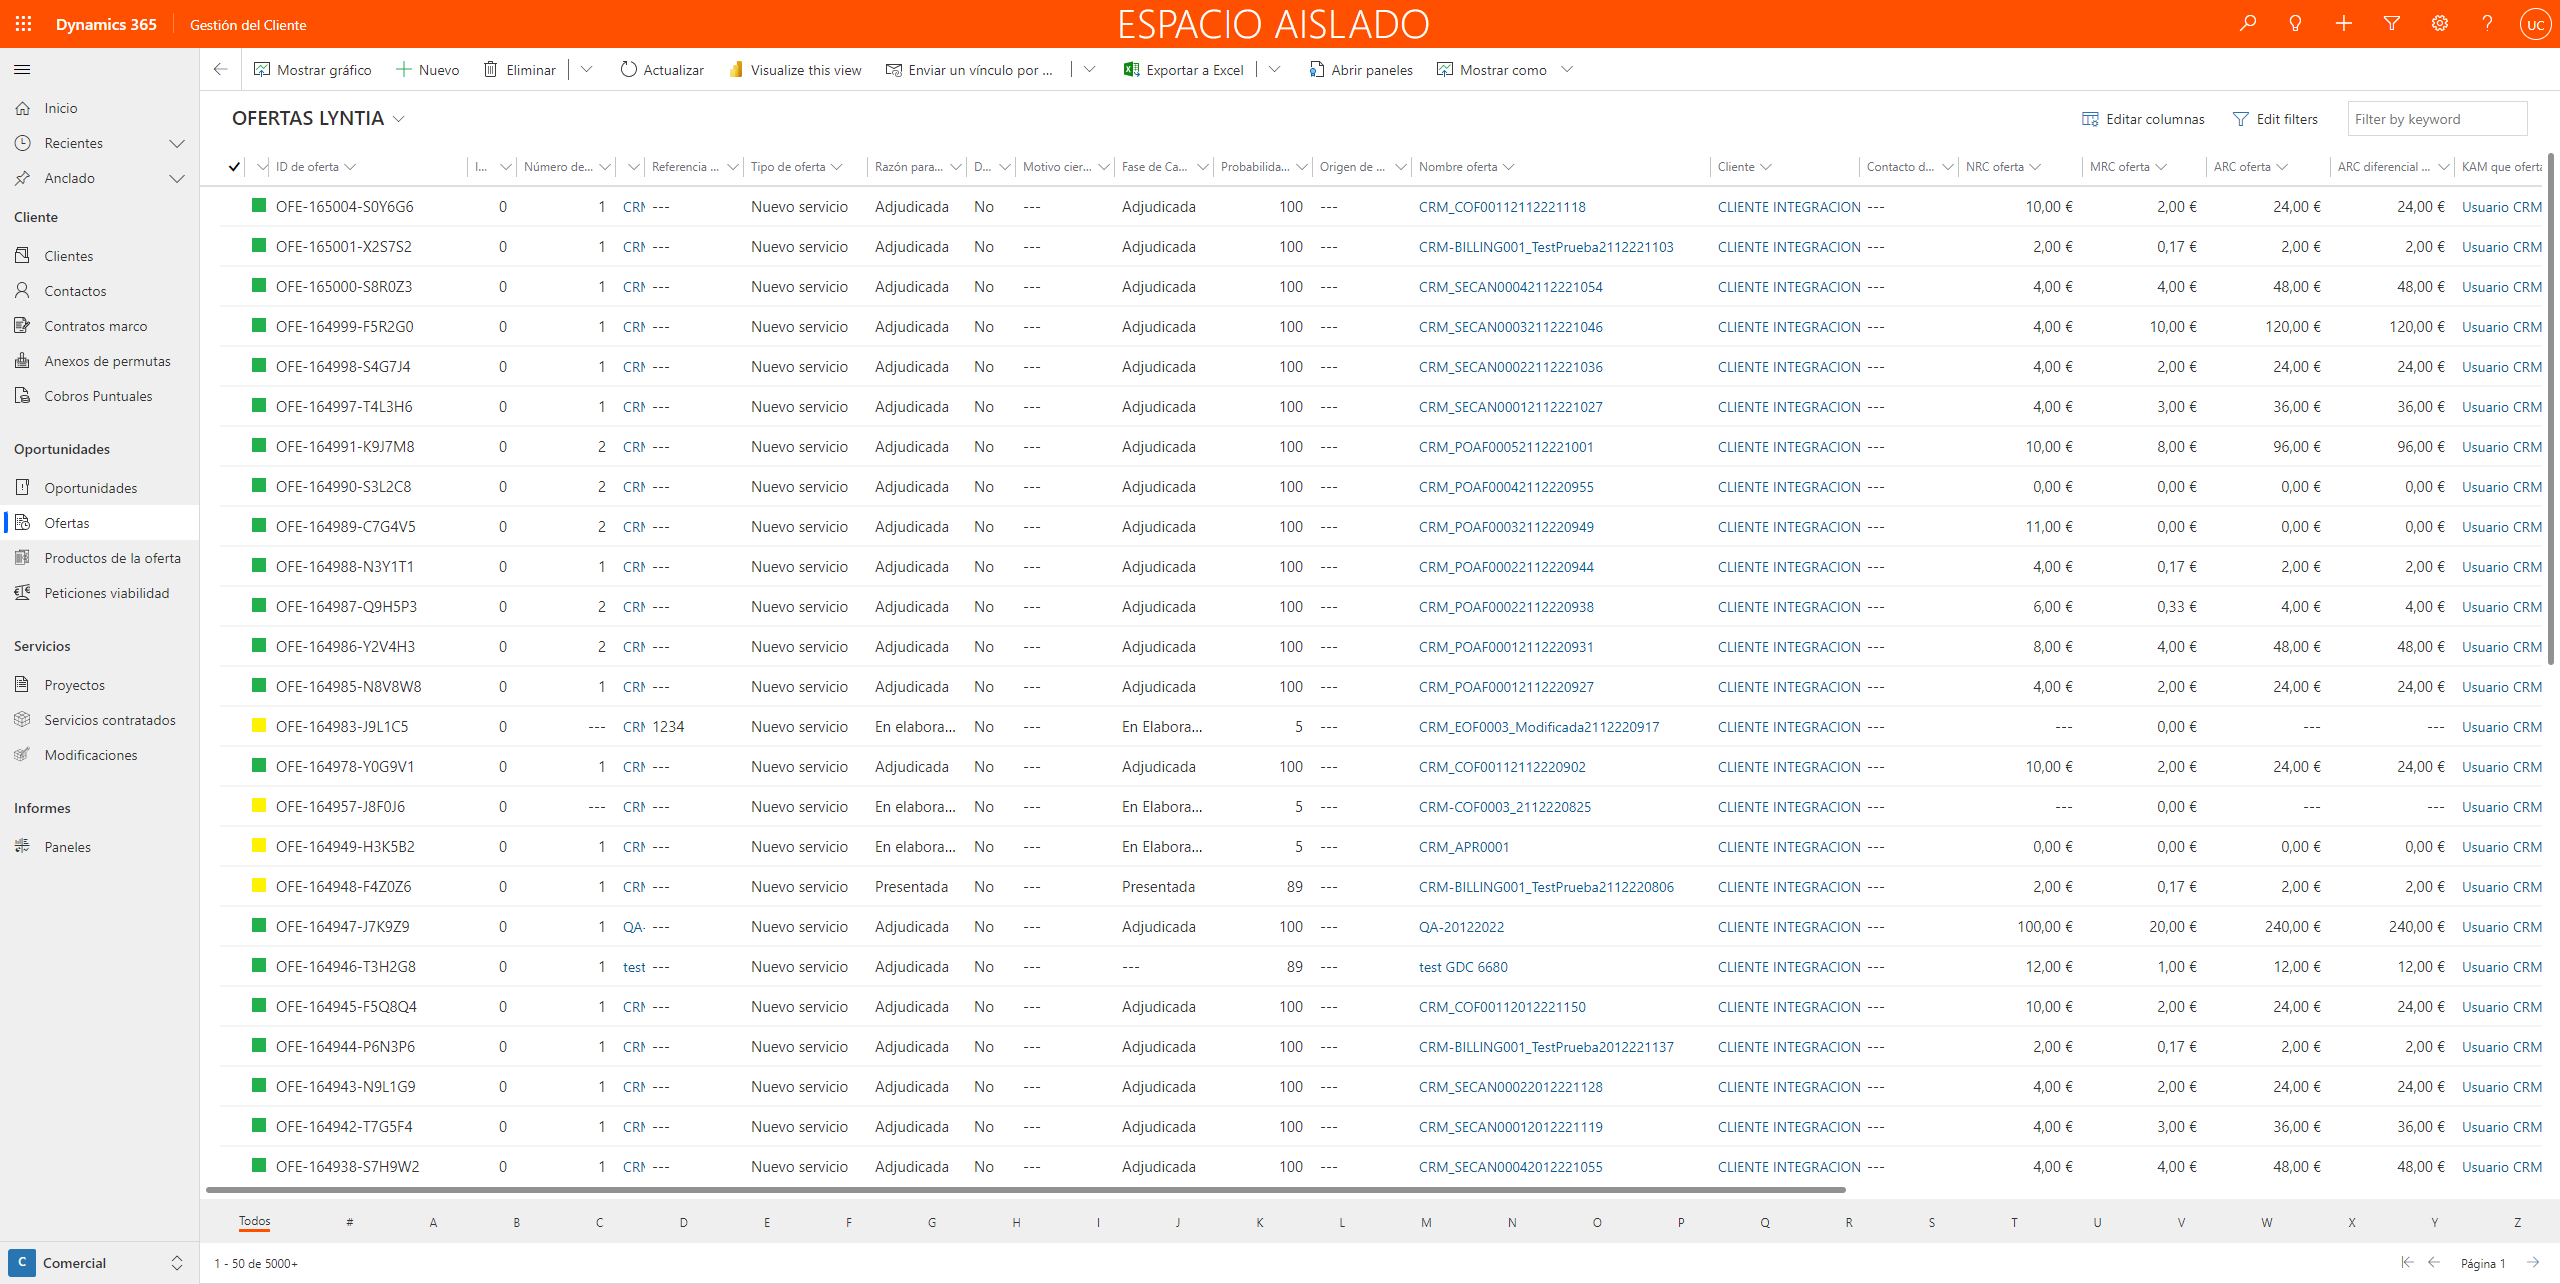 Dynamics 365 Gestión del Cliente ESPACIO AISLADO UC
Mostrar gráfico Nuevo Eliminar Actualizar Visualize this view Enviar un vínculo por ... Exportar a Excel Abrir paneles Mostrar como
Inicio
Recientes
Anclado
Cliente
Clientes
Contactos
Contratos marco
Anexos de permutas
Cobros Puntuales
Oportunidades
Oportunidades
Ofertas
Productos de la oferta
Peticiones viabilidad
Servicios
Proyectos
Servicios contratados
Modificaciones
Informes
Paneles
C Comercial
OFERTAS LYNTIA Editar columnas Edit filters Filter by keyword
ID de oferta I... Número de... Referencia ... Tipo de oferta Razón para... D... Motivo cier... Fase de Ca... Probabilida... Origen de ... Nombre oferta Cliente Contacto d... NRC oferta MRC oferta ARC oferta ARC diferencial ... KAM que oferta
OFE-165004-S0Y6G6 0 1 CRM --- Nuevo servicio Adjudicada No --- Adjudicada 100 --- CRM_COF00112112221118 CLIENTE INTEGRACION --- 10,00 € 2,00 € 24,00 € 24,00 € Usuario CRM
OFE-165001-X2S7S2 0 1 CRM --- Nuevo servicio Adjudicada No --- Adjudicada 100 --- CRM-BILLING001_TestPrueba2112221103 CLIENTE INTEGRACION --- 2,00 € 0,17 € 2,00 € 2,00 € Usuario CRM
OFE-165000-S8R0Z3 0 1 CRM --- Nuevo servicio Adjudicada No --- Adjudicada 100 --- CRM_SECAN00042112221054 CLIENTE INTEGRACION --- 4,00 € 4,00 € 48,00 € 48,00 € Usuario CRM
OFE-164999-F5R2G0 0 1 CRM --- Nuevo servicio Adjudicada No --- Adjudicada 100 --- CRM_SECAN00032112221046 CLIENTE INTEGRACION --- 4,00 € 10,00 € 120,00 € 120,00 € Usuario CRM
OFE-164998-S4G7J4 0 1 CRM --- Nuevo servicio Adjudicada No --- Adjudicada 100 --- CRM_SECAN00022112221036 CLIENTE INTEGRACION --- 4,00 € 2,00 € 24,00 € 24,00 € Usuario CRM
OFE-164997-T4L3H6 0 1 CRM --- Nuevo servicio Adjudicada No --- Adjudicada 100 --- CRM_SECAN00012112221027 CLIENTE INTEGRACION --- 4,00 € 3,00 € 36,00 € 36,00 € Usuario CRM
OFE-164991-K9J7M8 0 2 CRM --- Nuevo servicio Adjudicada No --- Adjudicada 100 --- CRM_POAF00052112221001 CLIENTE INTEGRACION --- 10,00 € 8,00 € 96,00 € 96,00 € Usuario CRM
OFE-164990-S3L2C8 0 2 CRM --- Nuevo servicio Adjudicada No --- Adjudicada 100 --- CRM_POAF00042112220955 CLIENTE INTEGRACION --- 0,00 € 0,00 € 0,00 € 0,00 € Usuario CRM
OFE-164989-C7G4V5 0 2 CRM --- Nuevo servicio Adjudicada No --- Adjudicada 100 --- CRM_POAF00032112220949 CLIENTE INTEGRACION --- 11,00 € 0,00 € 0,00 € 0,00 € Usuario CRM
OFE-164988-N3Y1T1 0 1 CRM --- Nuevo servicio Adjudicada No --- Adjudicada 100 --- CRM_POAF00022112220944 CLIENTE INTEGRACION --- 4,00 € 0,17 € 2,00 € 2,00 € Usuario CRM
OFE-164987-Q9H5P3 0 2 CRM --- Nuevo servicio Adjudicada No --- Adjudicada 100 --- CRM_POAF00022112220938 CLIENTE INTEGRACION --- 6,00 € 0,33 € 4,00 € 4,00 € Usuario CRM
OFE-164986-Y2V4H3 0 2 CRM --- Nuevo servicio Adjudicada No --- Adjudicada 100 --- CRM_POAF00012112220931 CLIENTE INTEGRACION --- 8,00 € 4,00 € 48,00 € 48,00 € Usuario CRM
OFE-164985-N8V8W8 0 1 CRM --- Nuevo servicio Adjudicada No --- Adjudicada 100 --- CRM_POAF00012112220927 CLIENTE INTEGRACION --- 4,00 € 2,00 € 24,00 € 24,00 € Usuario CRM
OFE-164983-J9L1C5 0 --- CRM 1234 Nuevo servicio En elabora... No --- En Elabora... 5 --- CRM_EOF0003_Modificada2112220917 CLIENTE INTEGRACION --- --- 0,00 € --- --- Usuario CRM
OFE-164978-Y0G9V1 0 1 CRM --- Nuevo servicio Adjudicada No --- Adjudicada 100 --- CRM_COF00112112220902 CLIENTE INTEGRACION --- 10,00 € 2,00 € 24,00 € 24,00 € Usuario CRM
OFE-164957-J8F0J6 0 --- CRM --- Nuevo servicio En elabora... No --- En Elabora... 5 --- CRM-COF0003_2112220825 CLIENTE INTEGRACION --- --- 0,00 € --- --- Usuario CRM
OFE-164949-H3K5B2 0 1 CRM --- Nuevo servicio En elabora... No --- En Elabora... 5 --- CRM_APR0001 CLIENTE INTEGRACION --- 0,00 € 0,00 € 0,00 € 0,00 € Usuario CRM
OFE-164948-F4Z0Z6 0 1 CRM --- Nuevo servicio Presentada No --- Presentada 89 --- CRM-BILLING001_TestPrueba2112220806 CLIENTE INTEGRACION --- 2,00 € 0,17 € 2,00 € 2,00 € Usuario CRM
OFE-164947-J7K9Z9 0 1 QA- --- Nuevo servicio Adjudicada No --- Adjudicada 100 --- QA-20122022 CLIENTE INTEGRACION --- 100,00 € 20,00 € 240,00 € 240,00 € Usuario CRM
OFE-164946-T3H2G8 0 1 test --- Nuevo servicio Adjudicada No --- --- 89 --- test GDC 6680 CLIENTE INTEGRACION --- 12,00 € 1,00 € 12,00 € 12,00 € Usuario CRM
OFE-164945-F5Q8Q4 0 1 CRM --- Nuevo servicio Adjudicada No --- Adjudicada 100 --- CRM_COF00112012221150 CLIENTE INTEGRACION --- 10,00 € 2,00 € 24,00 € 24,00 € Usuario CRM
OFE-164944-P6N3P6 0 1 CRM --- Nuevo servicio Adjudicada No --- Adjudicada 100 --- CRM-BILLING001_TestPrueba2012221137 CLIENTE INTEGRACION --- 2,00 € 0,17 € 2,00 € 2,00 € Usuario CRM
OFE-164943-N9L1G9 0 1 CRM --- Nuevo servicio Adjudicada No --- Adjudicada 100 --- CRM_SECAN00022012221128 CLIENTE INTEGRACION --- 4,00 € 2,00 € 24,00 € 24,00 € Usuario CRM
OFE-164942-T7G5F4 0 1 CRM --- Nuevo servicio Adjudicada No --- Adjudicada 100 --- CRM_SECAN00012012221119 CLIENTE INTEGRACION --- 4,00 € 3,00 € 36,00 € 36,00 € Usuario CRM
OFE-164938-S7H9W2 0 1 CRM --- Nuevo servicio Adjudicada No --- Adjudicada 100 --- CRM_SECAN00042012221055 CLIENTE INTEGRACION --- 4,00 € 4,00 € 48,00 € 48,00 € Usuario CRM
Todos # A B C D E F G H I J K L M N O P Q R S T U V W X Y Z
1 - 50 de 5000+ Página 1